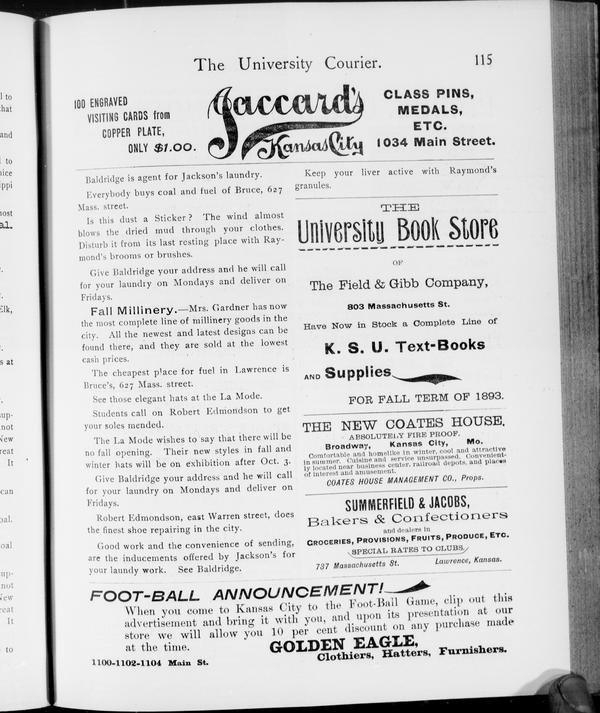 The University Courier. 115
100 ENGRAVED
VISITING CARDS from
COPPER PLATE,
ONLY $1.00.
Jaccard's
Kansas City
CLASS PINS,
MEDALS,
ETC.
1034 Main Street.
Baldridge is agent for Jackson's laundry.
Everybody buys coal and fuel of Bruce, 627
Mass. street.
Is this dust a Sticker? The wind almost
blows the dried mud through your clothes.
Disturb it from its last resting place with Ray-
mond's brooms or brushes.
Give Baldridge your address and he will call
for your laundry on Mondays and deliver on
Fridays.
Fall Millinery.—Mrs. Gardner has now
the most complete line of millinery goods in the
city. All the newest and latest designs can be
found there, and they are sold at the lowest
cash prices.
The cheapest place for fuel in Lawrence is
Bruce's, 627 Mass. street.
See those elegant hats at the La Mode.
Students call on Robert Edmondson to get
your soles mended.
The La Mode wishes to say that there will be
no fall opening. Their new styles in fall and
winter hats will be on exhibition after Oct. 3.
Give Baldridge your address and he will call
for your laundry on Mondays and deliver on
Fridays.
Robert Edmondson, east Warren street, does
the finest shoe repairing in the city.
Good work and the convenience of sending,
are the inducements offered by Jackson's for
your laundy work. See Baldridge.
Keep your liver active with Raymond's
granules.
THE
University Book Store
OF
The Field & Gibb Company,
803 Massachusetts St.
Have Now in Stock a Complete Line of
K. S. U. Text-Books
AND Supplies
FOR FALL TERM OF 1893.
THE NEW COATES HOUSE,
ABSOLUTELY FIRE PROOF.
Broadway, Kansas City, Mo.
Comfortable and homelike in winter, cool and attractive
in summer. Cuisine and service unsurpassed. Convenient-
ly located near business center, railroad depots, and places
of interest and amusement.
COATES HOUSE MANAGEMENT CO., Props.
SUMMERFIELD & JACOBS,
Bakers & Confectioners
and dealers in
GROCERIES, PROVISIONS, FRUITS, PRODUCE, ETC.
SPECIAL RATES TO CLUBS
737 Massachusetts St. Lawrence, Kansas.
FOOT-BALL ANNOUNCEMENT!
When you come to Kansas City to the Foot-Ball Game, clip out this
advertisement and bring it with you, and upon its presentation at our
store we will allow you 10 per cent discount on any purchase made
at the time.
GOLDEN EAGLE,
1100-1102-1104 Main St. Clothiers, Hatters, Furnishers.